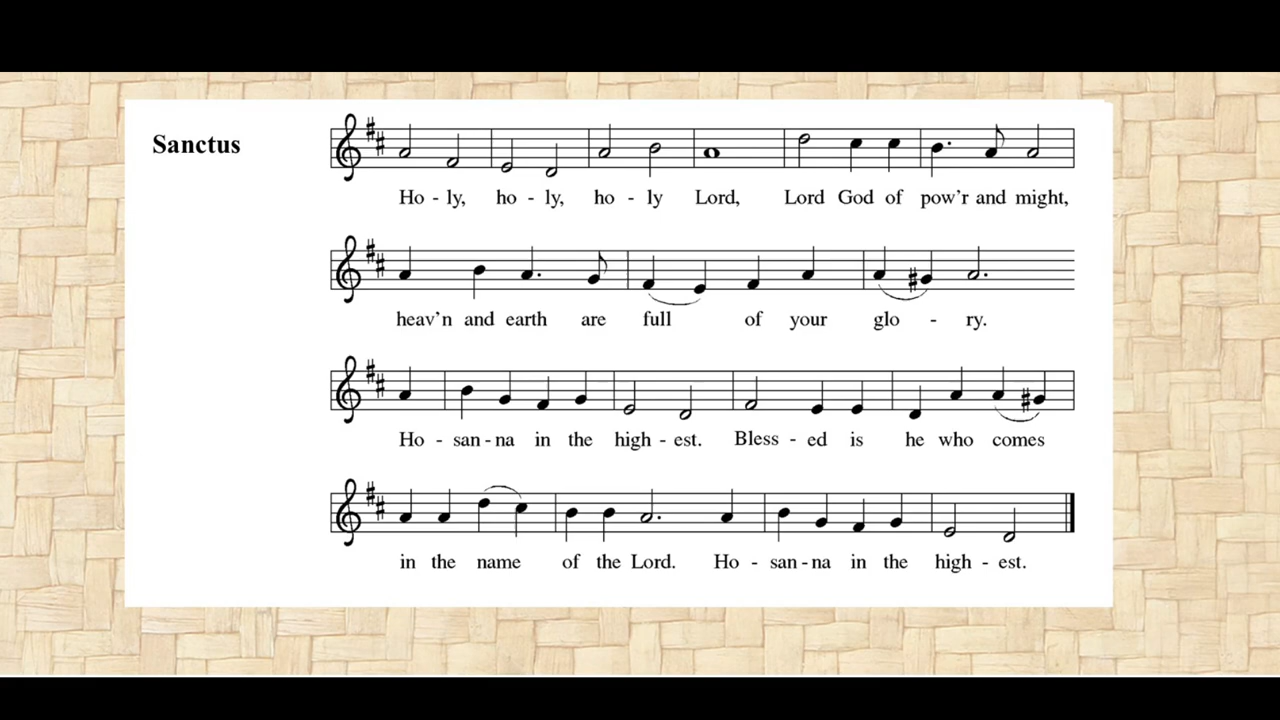 Sanctus
Ho - ly, ho - ly, ho - ly Lord, Lord God of pow’r and might,
heav’n and earth are full of your glo - ry.
Ho - san - na in the high - est. Bless - ed is he who comes
in the name of the Lord. Ho - san - na in the high - est.